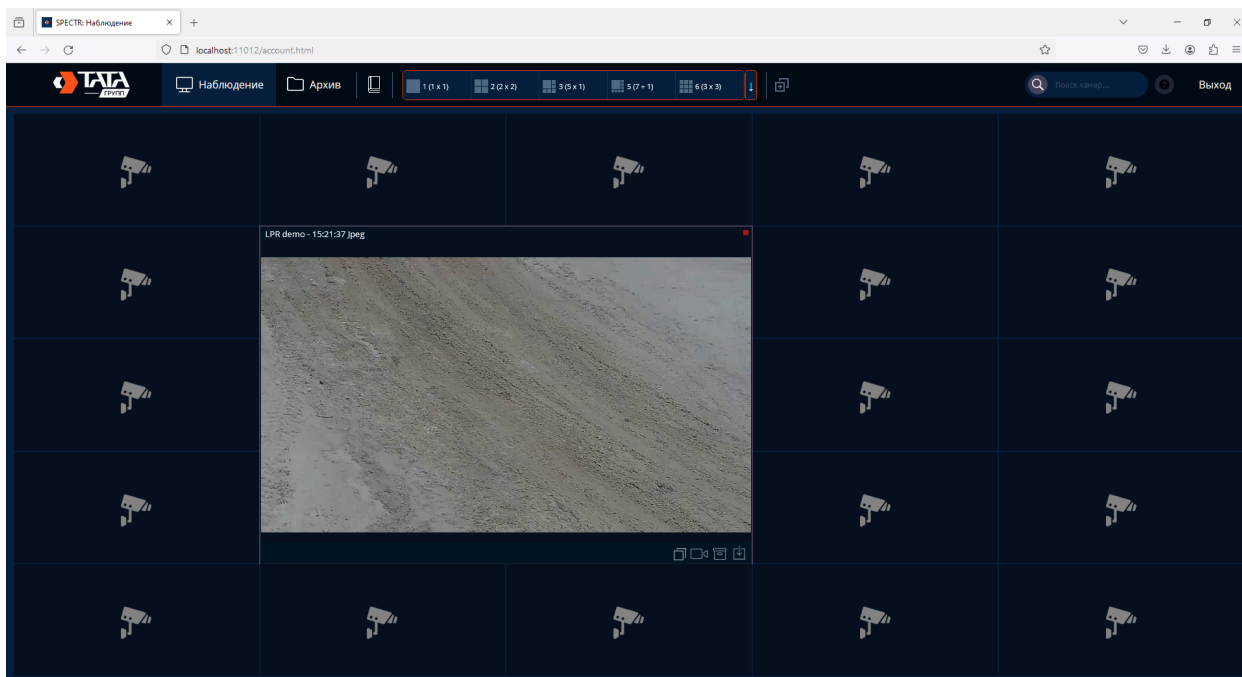 SPECTR: Наблюдение
localhost:11012/account.html
ТАТА ГРУПП Наблюдение Архив 1 (1 x 1) 2 (2 x 2) 3 (5 x 1) 5 (7 + 1) 6 (3 x 3) Поиск камер... ? Выход
LPR demo - 15:21:37 Jpeg